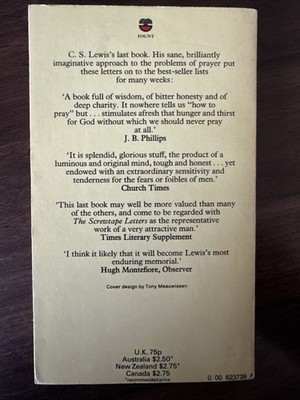 FOUNT
C. S. Lewis's last book. His sane, brilliantly
imaginative approach to the problems of prayer put
these letters on to the best-seller lists
for many weeks:
‘A book full of wisdom, of bitter honesty and of
deep charity. It nowhere tells us “how to
pray” but . . . stimulates afresh that hunger and thirst
for God without which we should never pray
at all.’
J. B. Phillips
‘It is splendid, glorious stuff, the product of a
luminous and original mind, tough and honest . . . yet
endowed with an extraordinary sensitivity and
tenderness for the fears or foibles of men.’
Church Times
‘This last book may well be more valued than many
of the others, and come to be regarded with
The Screwtape Letters as the representative
work of a very attractive man.’
Times Literary Supplement
‘I think it likely that it will become Lewis's most
enduring memorial.’
Hugh Montefiore, Observer
Cover design by Tony Meeuwissen
U.K. 75p
Australia $2.50*
New Zealand $2.75*
Canada $2.75
*recommended price
0 00 623739 8